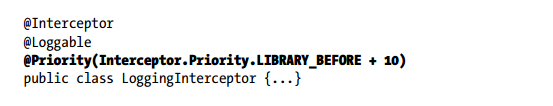 @Interceptor
@Loggable
@Priority(Interceptor.Priority.LIBRARY_BEFORE + 10)
public class LoggingInterceptor {...}